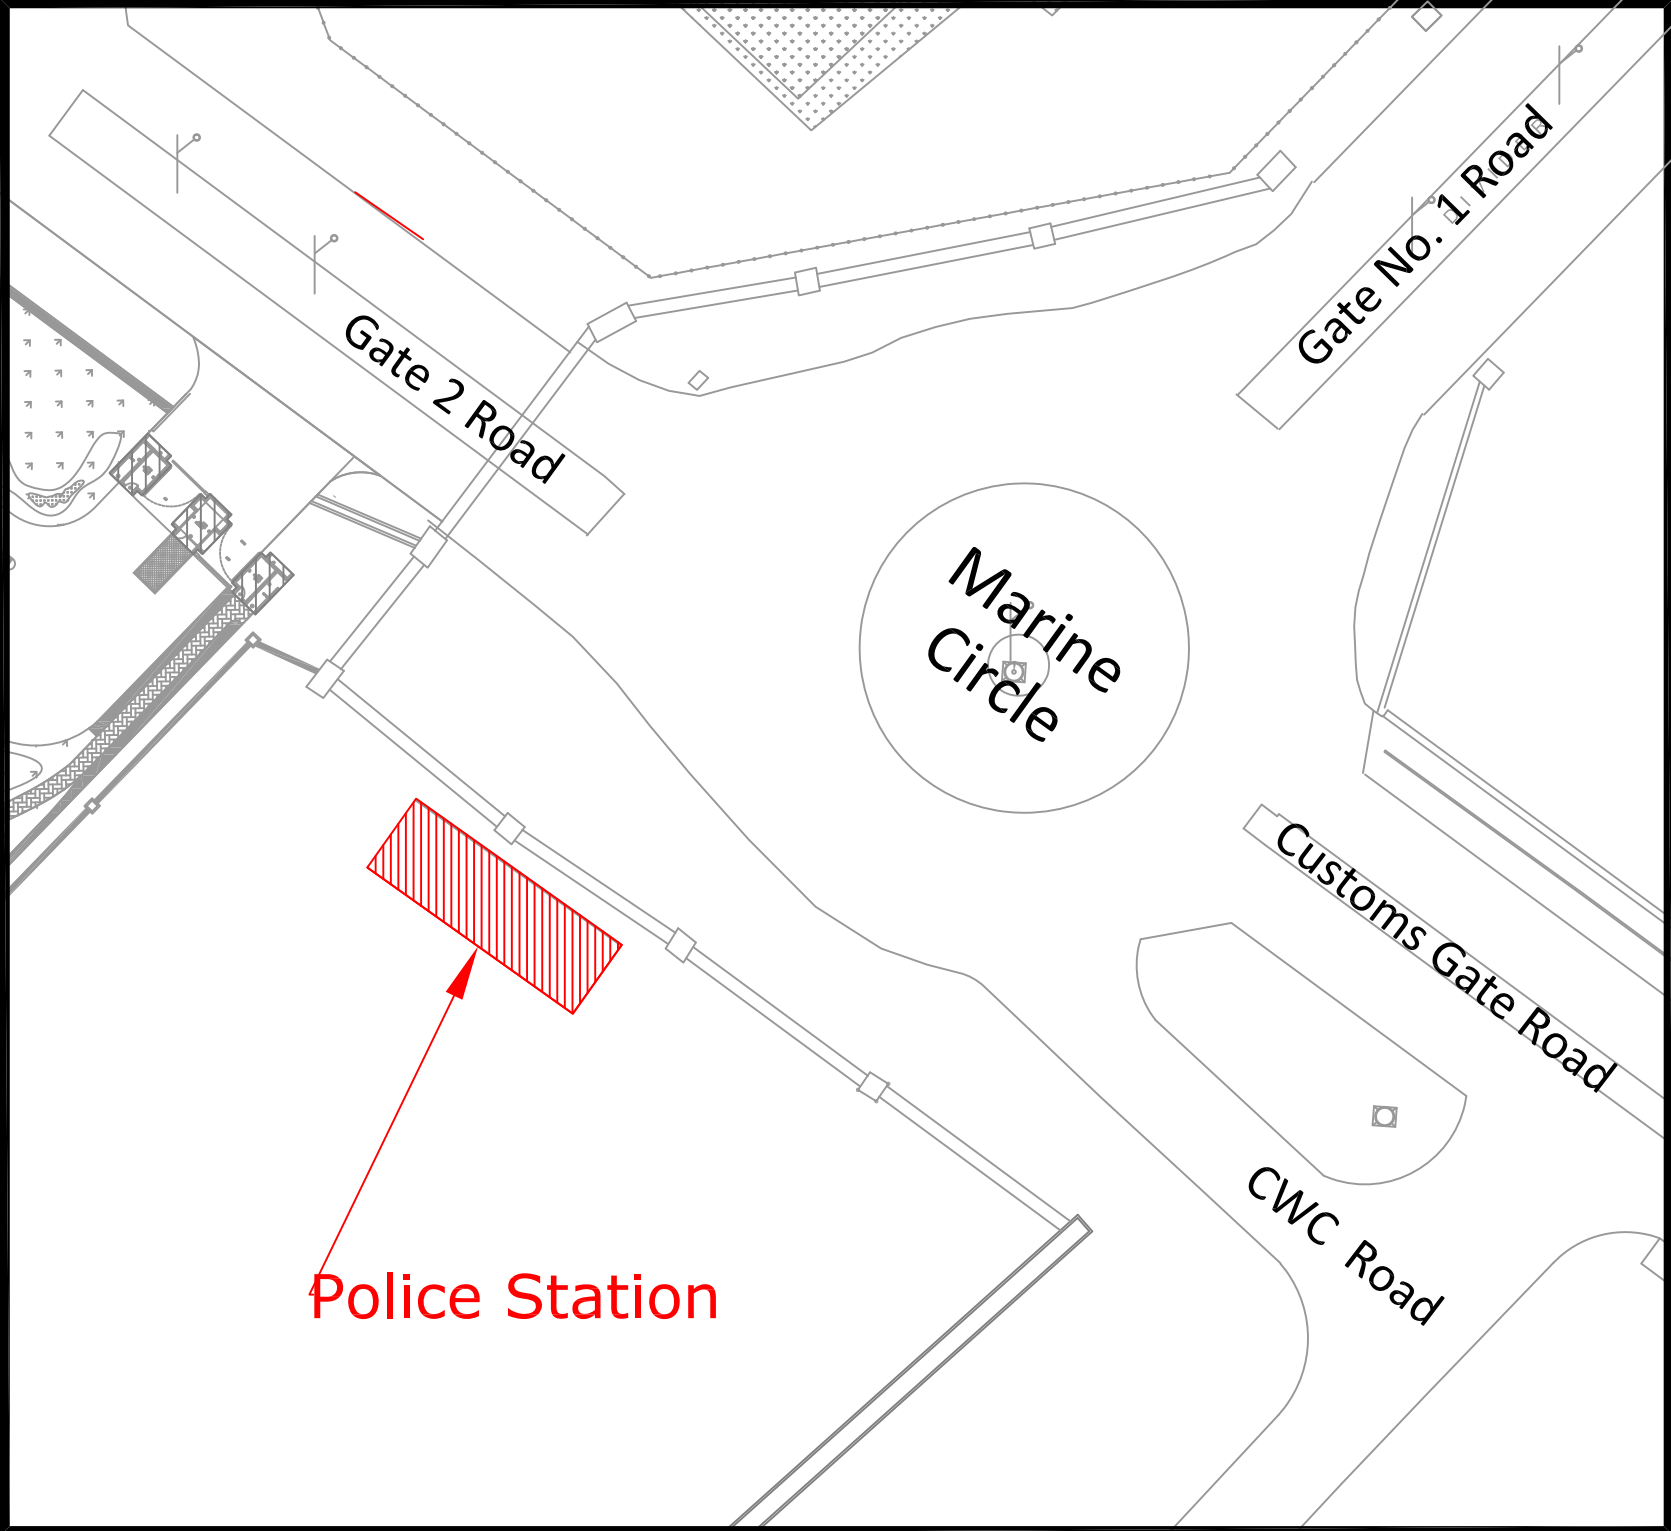 Gate No. 1 Road
Gate 2 Road
Marine
Circle
Customs Gate Road
CWC Road
Police Station